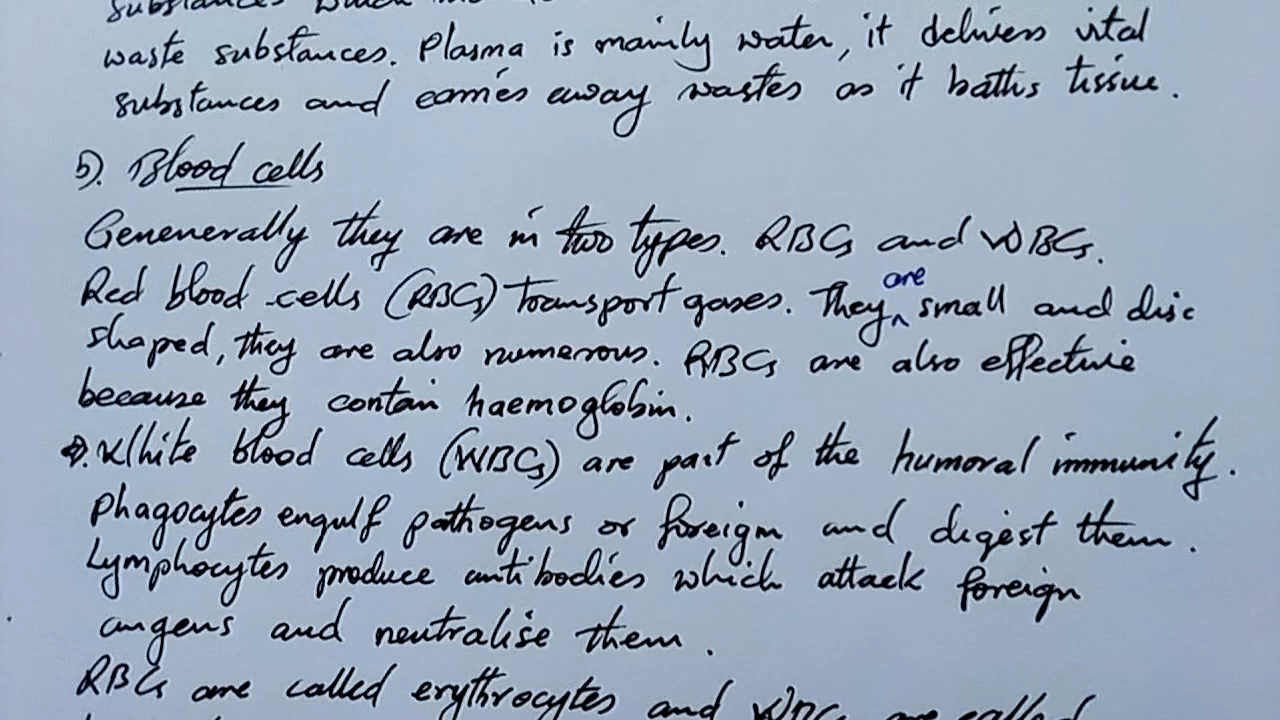 substances which
waste substances. Plasma is mainly water, it delivers vital
substances and carries away wastes as it baths tissue.
b). Blood cells
Genenerally they are in two types. RBCs and WBCs.
Red blood cells (RBCs) transport gases. They are small and disc
shaped, they are also numerous. RBCs are also effective
because they contain haemoglobin.
White blood cells (WBCs) are part of the humoral immunity.
Phagocytes engulf pathogens or foreign and digest them.
Lymphocytes produce antibodies which attack foreign
and neutralise them.
RBCs are called erythrocytes and WBCs are called